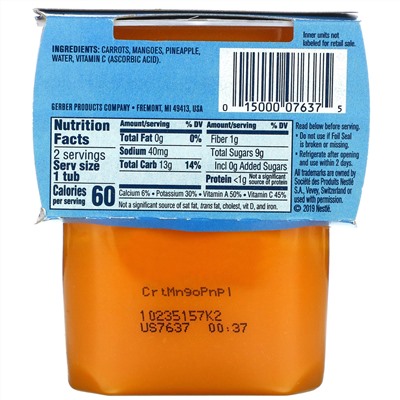 Inner units not
labeled for retail sale.
INGREDIENTS: CARROTS, MANGOES, PINEAPPLE,
WATER, VITAMIN C (ASCORBIC ACID).
GERBER PRODUCTS COMPANY • FREMONT, MI 49413, USA
0 15000 07637 5
Nutrition
Facts
2 servings
Serv size
1 tub
Calories
per serving 60
Amount/serving % DV
Total Fat 0g 0%
Sodium 40mg
Total Carb 13g 14%
Amount/serving % DV
Fiber 1g
Total Sugars 9g
Incl 0g Added Sugars
Protein <1g Not a significant
source of protein
Calcium 6% • Potassium 30% • Vitamin A 50% • Vitamin C 45%
Not a significant source of sat fat, trans fat, cholest, vit D, and iron.
Read below before serving.
• Do not use if Foil Seal
is broken or missing.
• Refrigerate after opening
and use within 2 days.
All trademarks are owned by
Société des Produits Nestlé
S.A., Vevey, Switzerland or
used with permission.
© 2019 Nestlé.
CrtMngoPnpl
10235157K2
US7637 00:37